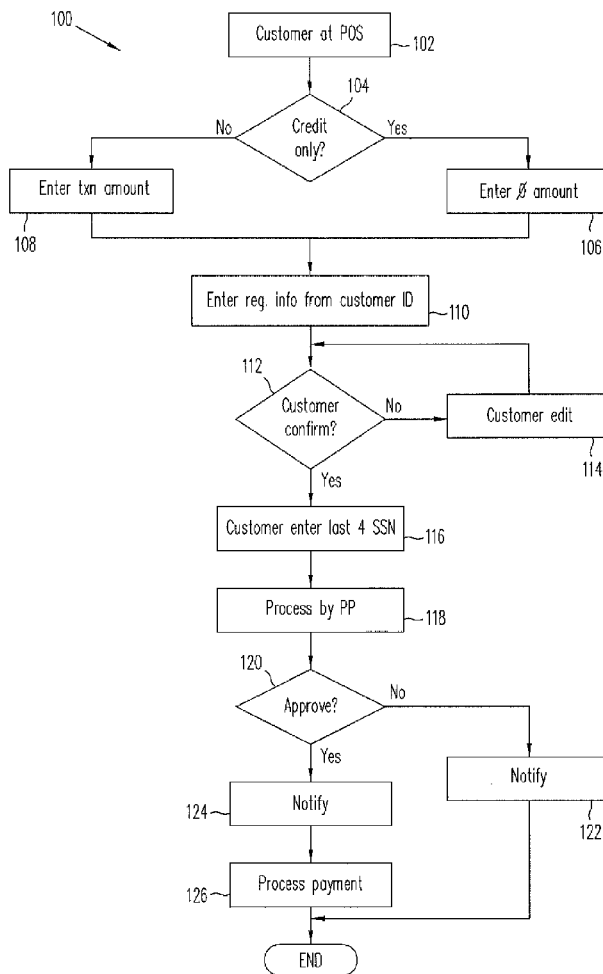 100
Customer at POS
102
104
Credit
only?
No
Yes
Enter txn amount
108
Enter $ amount
106
Enter reg. info from customer ID
110
112
Customer
confirm?
No
Customer edit
114
Yes
Customer enter last 4 SSN
116
Process by PP
118
120
Approve?
No
Yes
Notify
124
Notify
122
Process payment
126
END